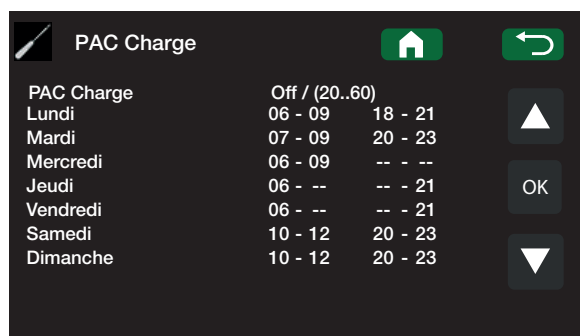 PAC Charge
PAC Charge Off / (20..60)
Lundi 06 - 09 18 - 21
Mardi 07 - 09 20 - 23
Mercredi 06 - 09 -- - --
Jeudi 06 - -- -- - 21
Vendredi 06 - -- -- - 21
Samedi 10 - 12 20 - 23
Dimanche 10 - 12 20 - 23
OK